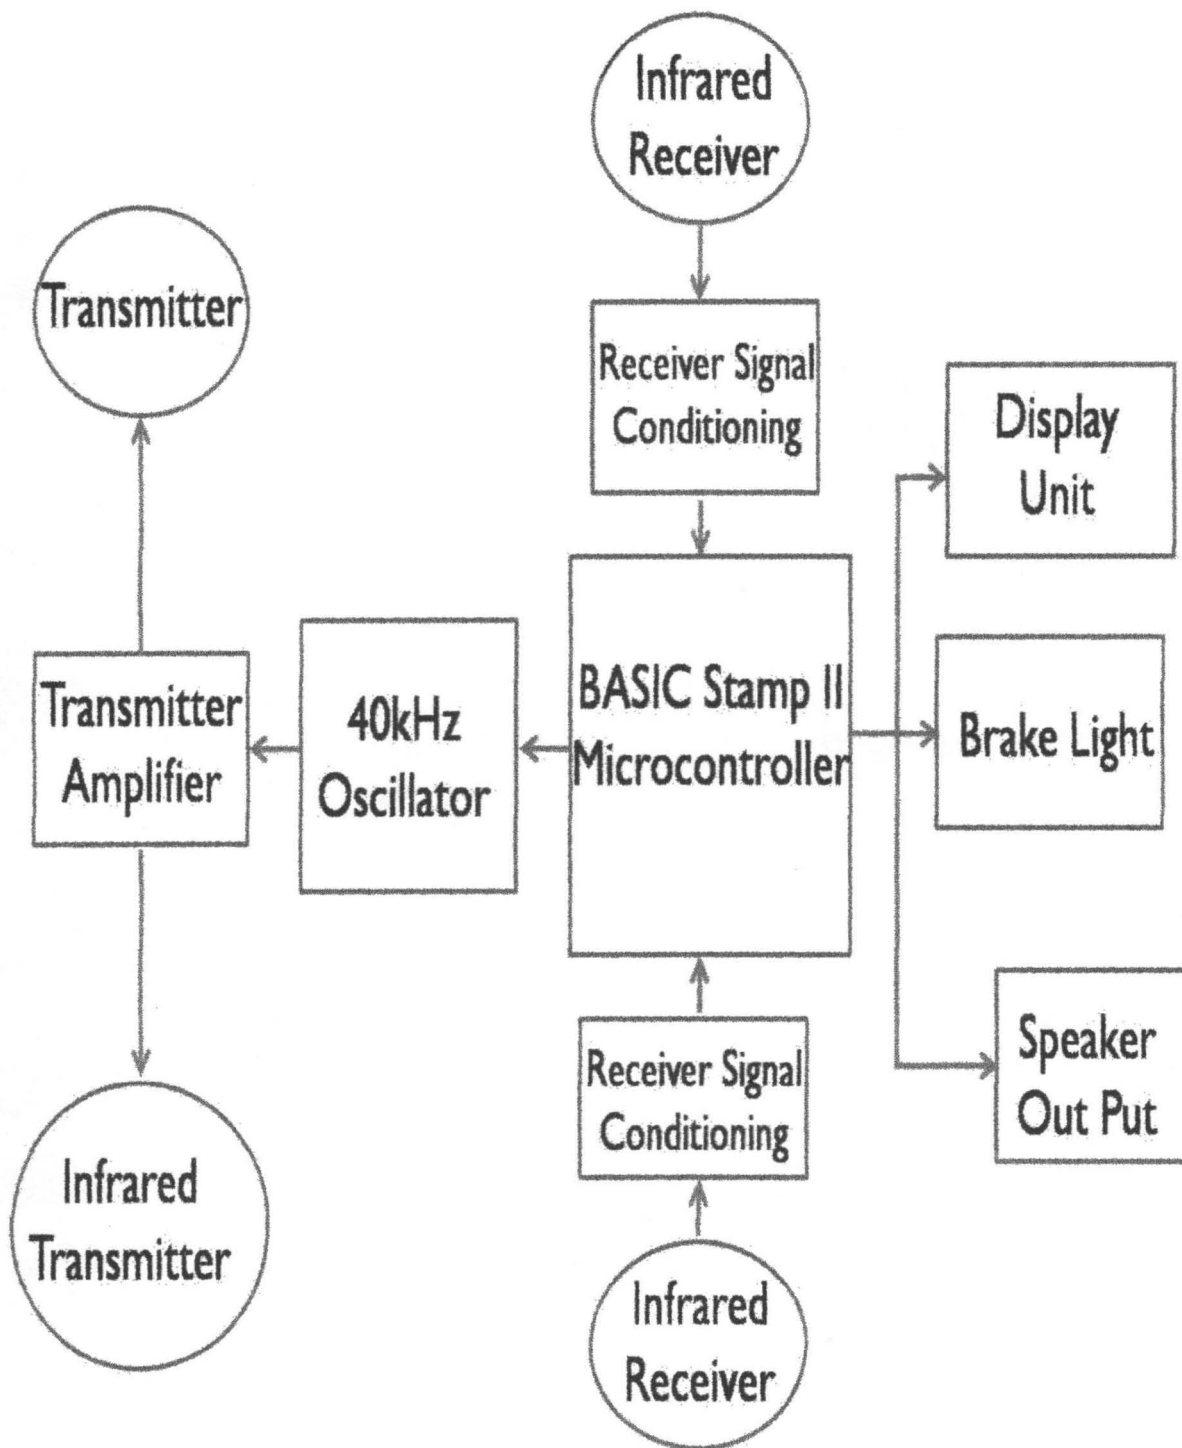 Infrared
Receiver
Transmitter
Receiver Signal
Conditioning
Display
Unit
Transmitter
Amplifier
40kHz
Oscillator
BASIC Stamp II
Microcontroller
Brake Light
Receiver Signal
Conditioning
Speaker
Out Put
Infrared
Transmitter
Infrared
Receiver